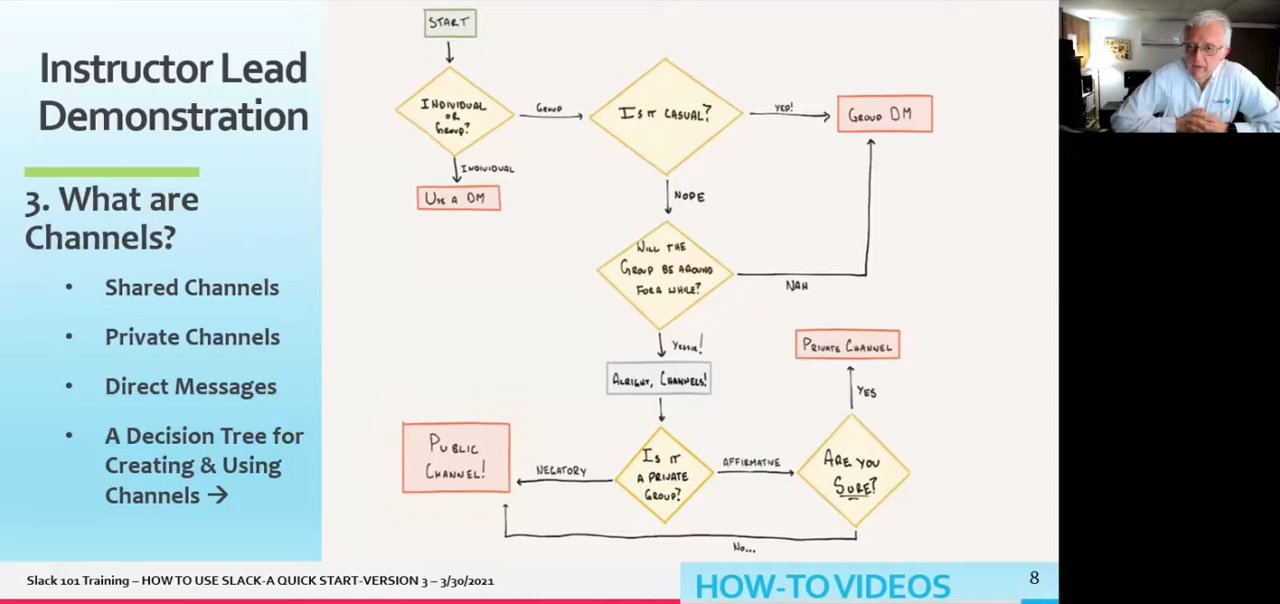 Instructor Lead
Demonstration
3. What are
Channels?
• Shared Channels
• Private Channels
• Direct Messages
• A Decision Tree for
Creating & Using
Channels →
START
INDIVIDUAL
OR
GROUP?
GROUP
INDIVIDUAL
USE A DM
IS IT CASUAL?
YEP!
GROUP DM
NOPE
WILL THE
GROUP BE AROUND
FOR A WHILE?
NAH
YESSIR!
ALRIGHT, CHANNELS!
PRIVATE CHANNEL
YES
PUBLIC
CHANNEL!
NEGATORY
IS IT
A PRIVATE
GROUP?
AFFIRMATIVE
ARE YOU
SURE?
NO...
Slack 101 Training – HOW TO USE SLACK-A QUICK START-VERSION 3 – 3/30/2021
HOW-TO VIDEOS
8